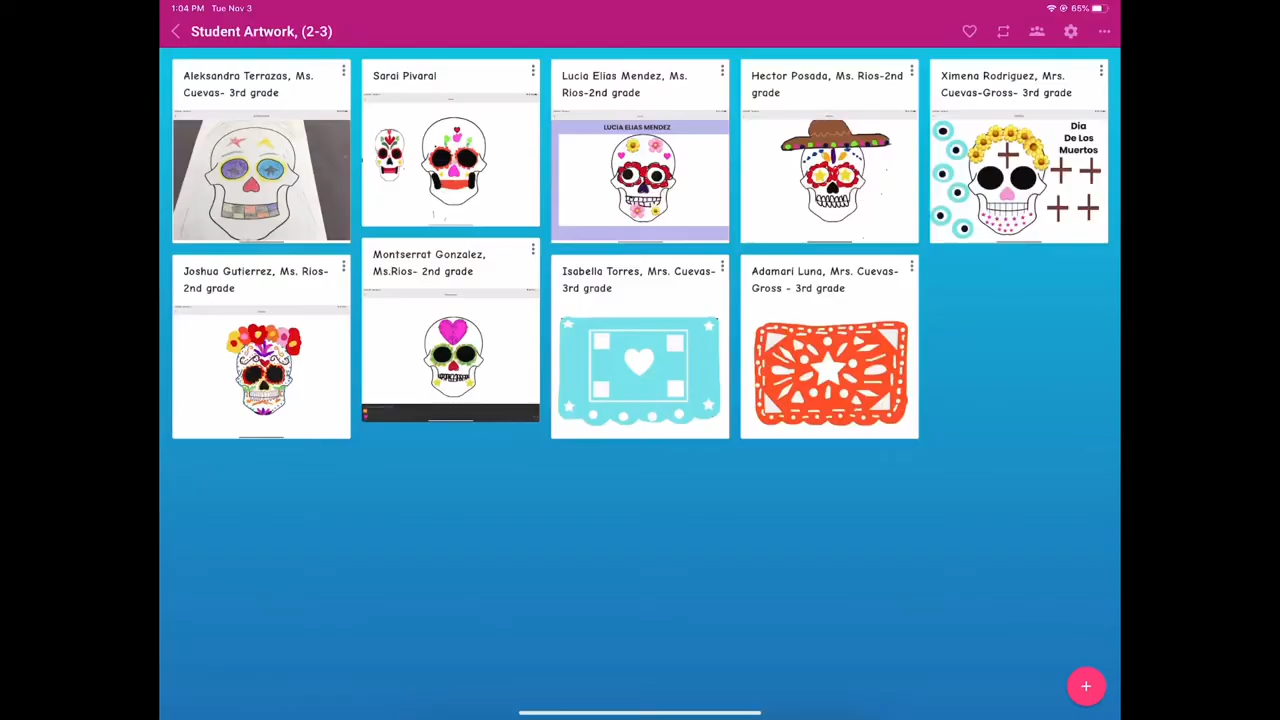 1:04 PM Tue Nov 3
65%
Student Artwork, (2-3)
Aleksandra Terrazas, Ms.
Cuevas- 3rd grade
Sarai Pivaral
Lucia Elias Mendez, Ms.
Rios-2nd grade
LUCIA ELIAS MENDEZ
Hector Posada, Ms. Rios-2nd
grade
Ximena Rodriguez, Mrs.
Cuevas-Gross- 3rd grade
Dia
De Los
Muertos
Joshua Gutierrez, Ms. Rios-
2nd grade
Montserrat Gonzalez,
Ms.Rios- 2nd grade
Isabella Torres, Mrs. Cuevas-
3rd grade
Adamari Luna, Mrs. Cuevas-
Gross - 3rd grade